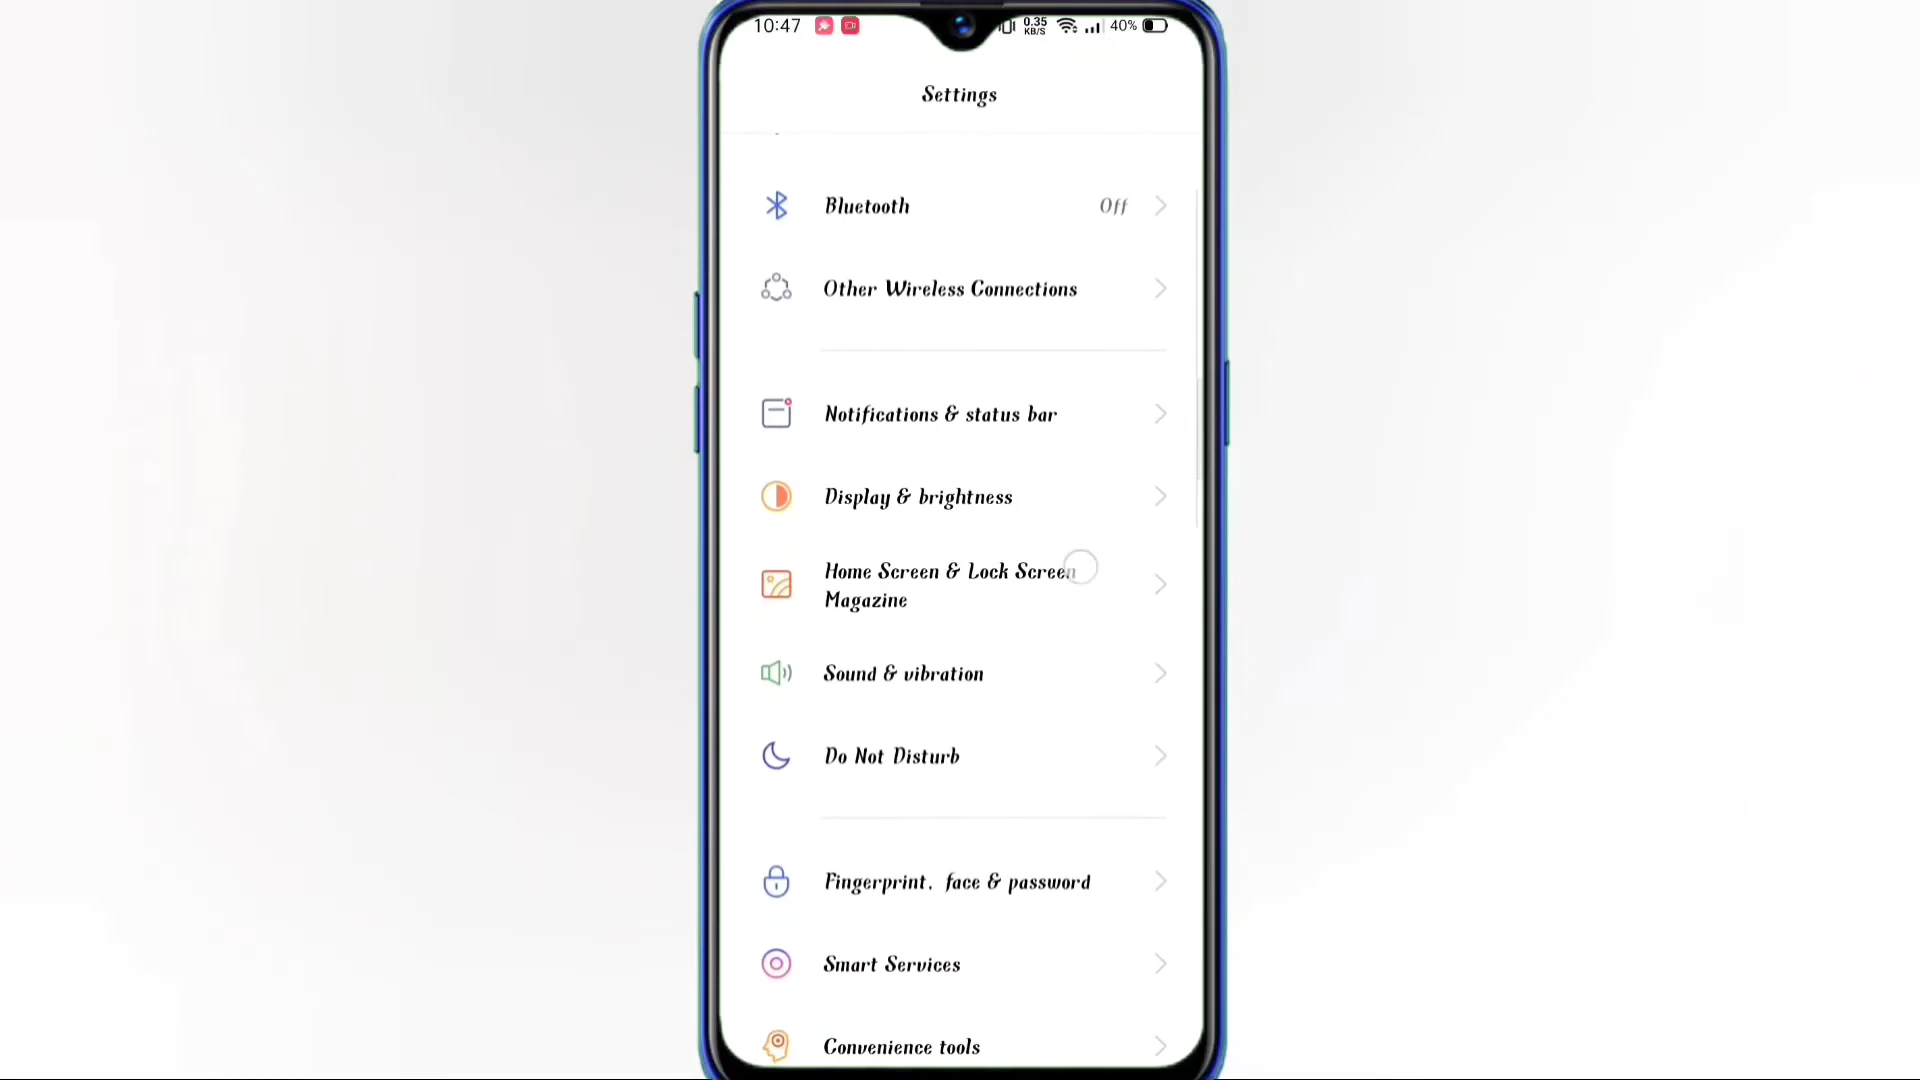 10:47 0.35 KB/S 40%
Settings
Bluetooth Off
Other Wireless Connections
Notifications & status bar
Display & brightness
Home Screen & Lock Screen
Magazine
Sound & vibration
Do Not Disturb
Fingerprint, face & password
Smart Services
Convenience tools